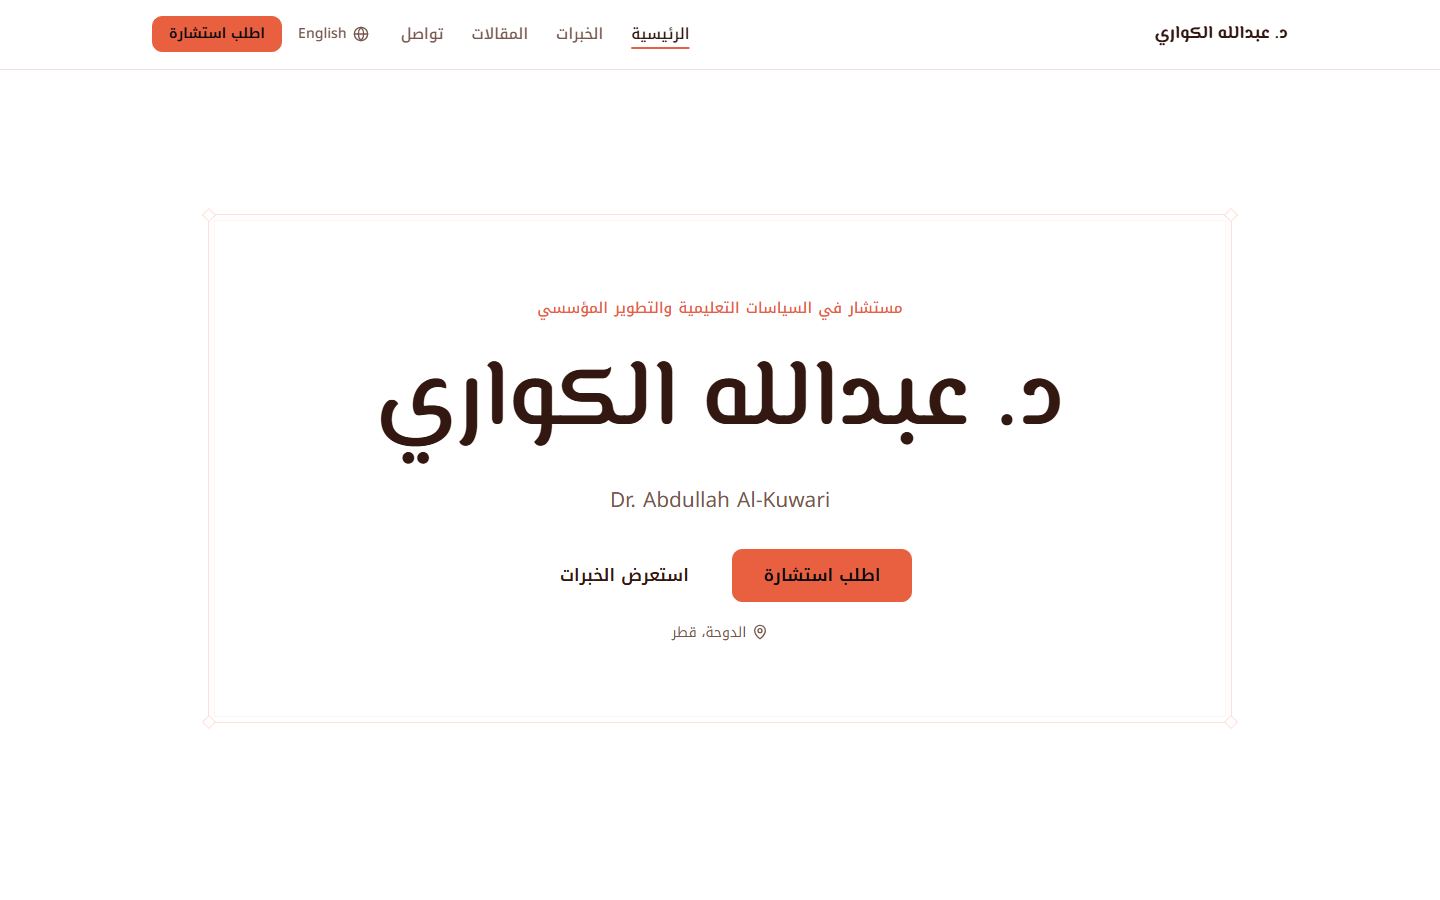 د. عبدالله الكواري
الرئيسية
الخبرات
المقالات
تواصل
English
اطلب استشارة
مستشار في السياسات التعليمية والتطوير المؤسسي
د. عبدالله الكواري
Dr. Abdullah Al-Kuwari
اطلب استشارة
استعرض الخبرات
الدوحة، قطر